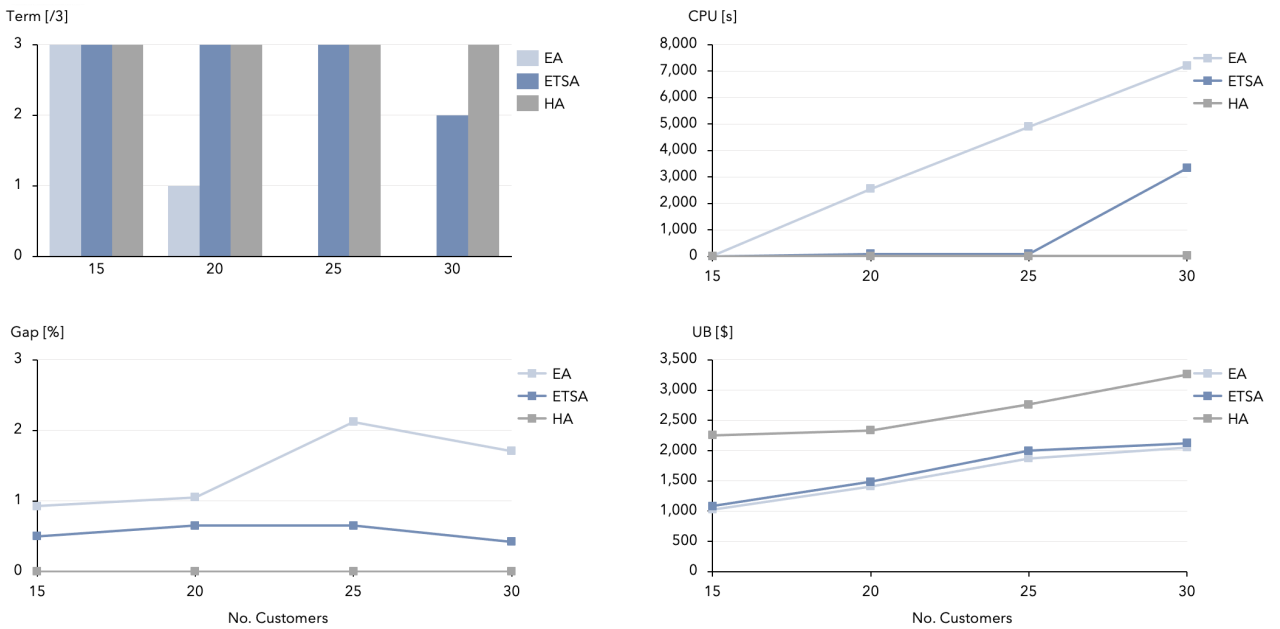 Term [/3]
3
2
1
0
15 20 25 30
EA
ETSA
HA
CPU [s]
8,000
7,000
6,000
5,000
4,000
3,000
2,000
1,000
0
15 20 25 30
EA
ETSA
HA
Gap [%]
3
2
1
0
15 20 25 30
No. Customers
EA
ETSA
HA
UB [$]
3,500
3,000
2,500
2,000
1,500
1,000
500
0
15 20 25 30
No. Customers
EA
ETSA
HA